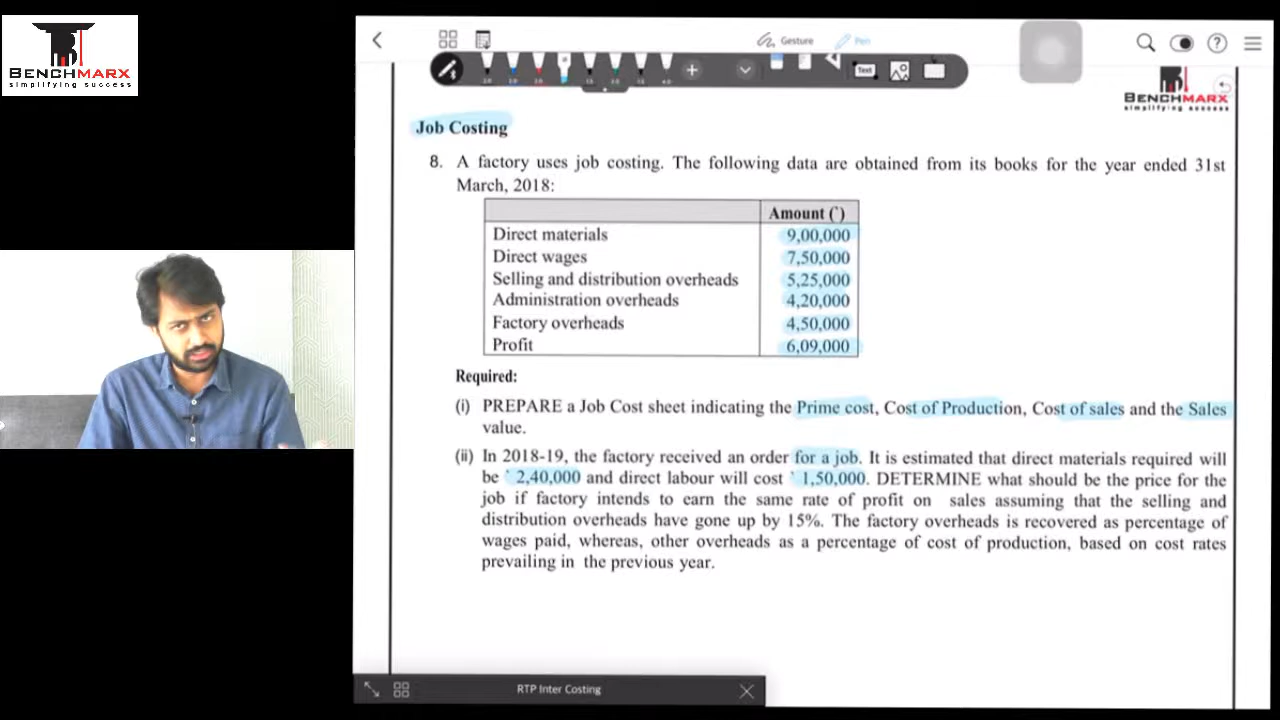 BENCHMARX
simplifying success
Gesture
Pen
Text
BENCHMARX
simplifying success
Job Costing
8. A factory uses job costing. The following data are obtained from its books for the year ended 31st
March, 2018:
Amount (`)
Direct materials 9,00,000
Direct wages 7,50,000
Selling and distribution overheads 5,25,000
Administration overheads 4,20,000
Factory overheads 4,50,000
Profit 6,09,000
Required:
(i) PREPARE a Job Cost sheet indicating the Prime cost, Cost of Production, Cost of sales and the Sales
value.
(ii) In 2018-19, the factory received an order for a job. It is estimated that direct materials required will
be ` 2,40,000 and direct labour will cost ` 1,50,000. DETERMINE what should be the price for the
job if factory intends to earn the same rate of profit on sales assuming that the selling and
distribution overheads have gone up by 15%. The factory overheads is recovered as percentage of
wages paid, whereas, other overheads as a percentage of cost of production, based on cost rates
prevailing in the previous year.
RTP Inter Costing